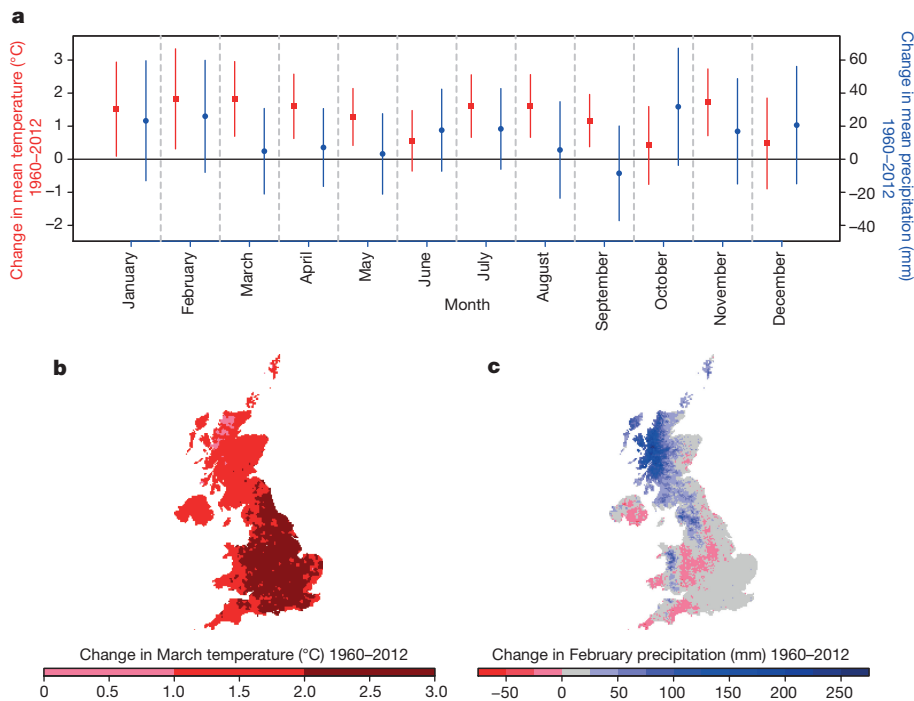 a
Change in mean temperature (°C)
1960–2012
3
2
1
0
−1
−2
60
40
20
0
−20
−40
Change in mean precipitation (mm)
1960–2012
January
February
March
April
May
June
July
August
September
October
November
December
Month
b
c
Change in March temperature (°C) 1960–2012
0 0.5 1.0 1.5 2.0 2.5 3.0
Change in February precipitation (mm) 1960–2012
−50 0 50 100 150 200 250